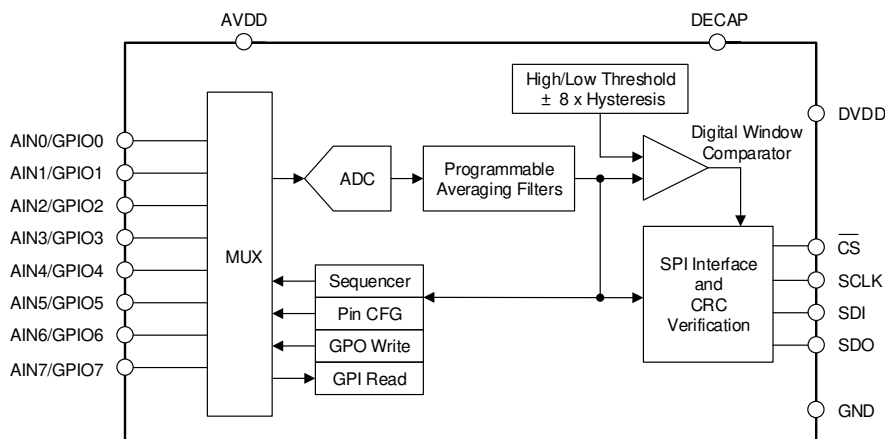 AVDD
DECAP
High/Low Threshold
± 8 x Hysteresis
DVDD
AIN0/GPIO0
AIN1/GPIO1
AIN2/GPIO2
AIN3/GPIO3
AIN4/GPIO4
AIN5/GPIO5
AIN6/GPIO6
AIN7/GPIO7
MUX
ADC
Programmable
Averaging Filters
Digital Window
Comparator
Sequencer
Pin CFG
GPO Write
GPI Read
SPI Interface
and
CRC
Verification
CS
SCLK
SDI
SDO
GND